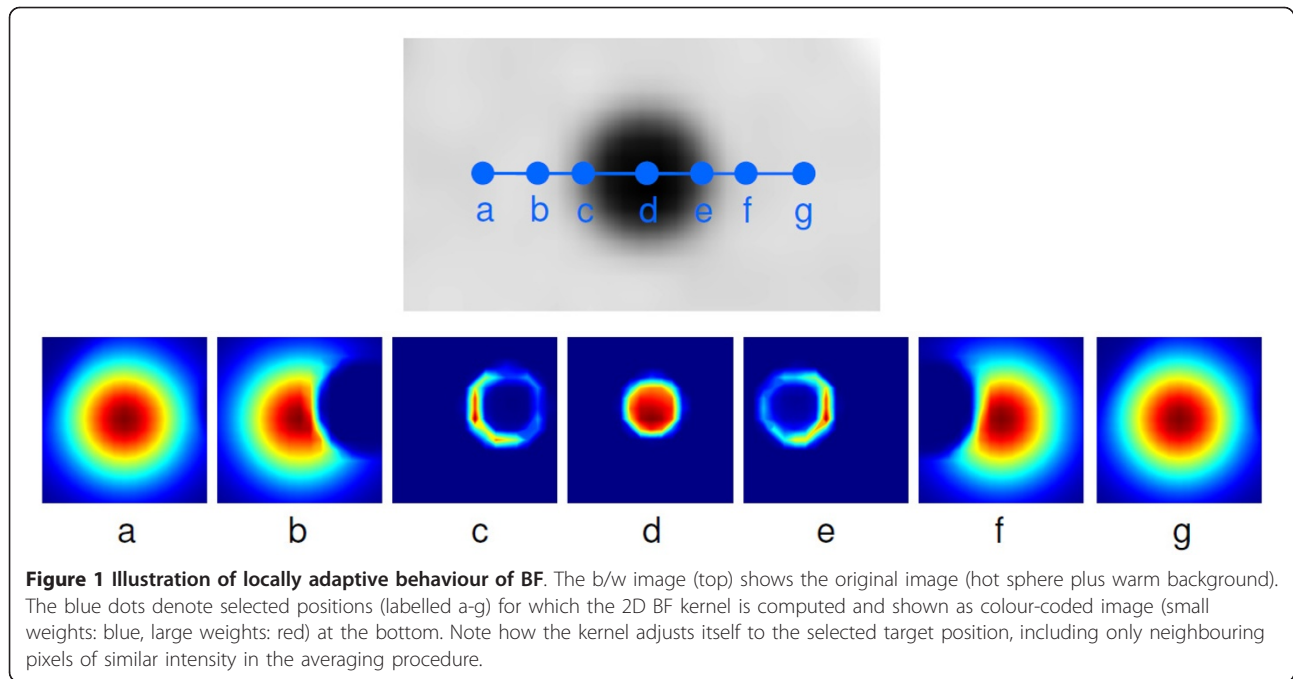 a b c d e f g
a b c d e f g
Figure 1 Illustration of locally adaptive behaviour of BF. The b/w image (top) shows the original image (hot sphere plus warm background).
The blue dots denote selected positions (labelled a-g) for which the 2D BF kernel is computed and shown as colour-coded image (small
weights: blue, large weights: red) at the bottom. Note how the kernel adjusts itself to the selected target position, including only neighbouring
pixels of similar intensity in the averaging procedure.